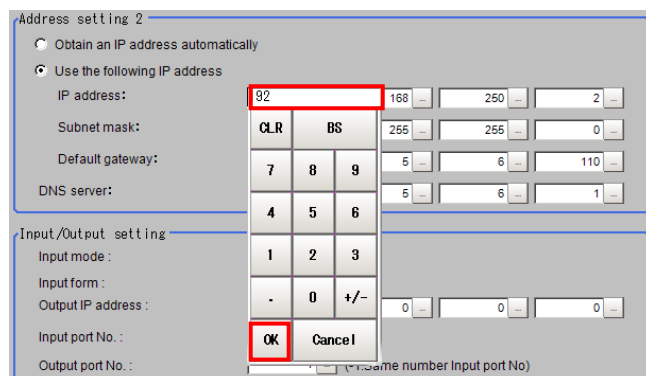 Address setting 2
Obtain an IP address automatically
Use the following IP address
IP address: 92 168 ... 250 ... 2 ...
CLR BS
Subnet mask: 255 ... 255 ... 0 ...
7 8 9
Default gateway: 5 ... 6 ... 110 ...
DNS server: 5 ... 6 ... 1 ...
4 5 6
Input/Output setting
Input mode :
1 2 3
Input form :
Output IP address : 0 ... 0 ... 0 ...
. 0 +/-
Input port No. :
OK Cancel
Output port No. : Same number Input port No)